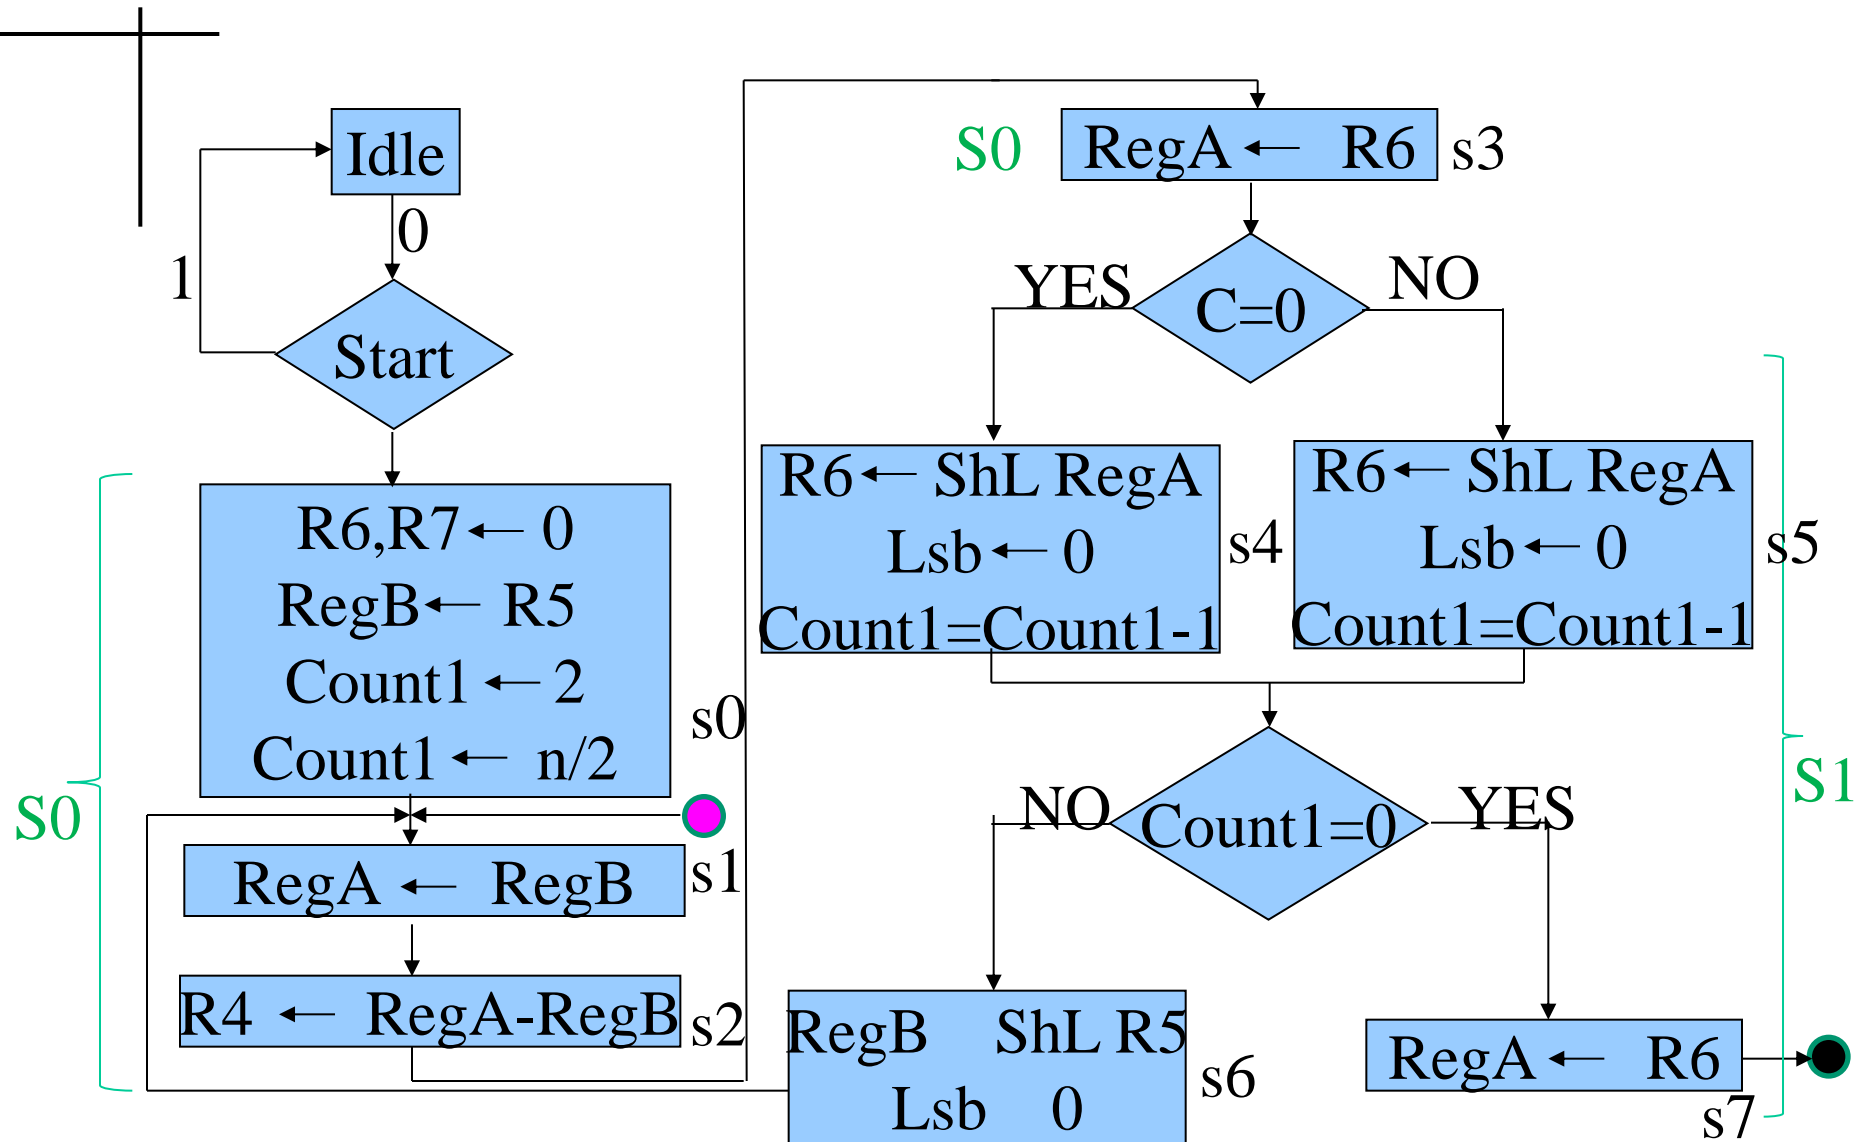 Idle
0
1
Start
R6,R7 ← 0
RegB ← R5
Count1 ← 2
Count1 ← n/2
s0
S0
RegA ← RegB
s1
R4 ← RegA-RegB
s2
S0
RegA ← R6
s3
YES
C=0
NO
R6 ← ShL RegA
Lsb ← 0
Count1=Count1-1
s4
R6 ← ShL RegA
Lsb ← 0
Count1=Count1-1
s5
S1
NO
Count1=0
YES
RegB ShL R5
Lsb 0
s6
RegA ← R6
s7